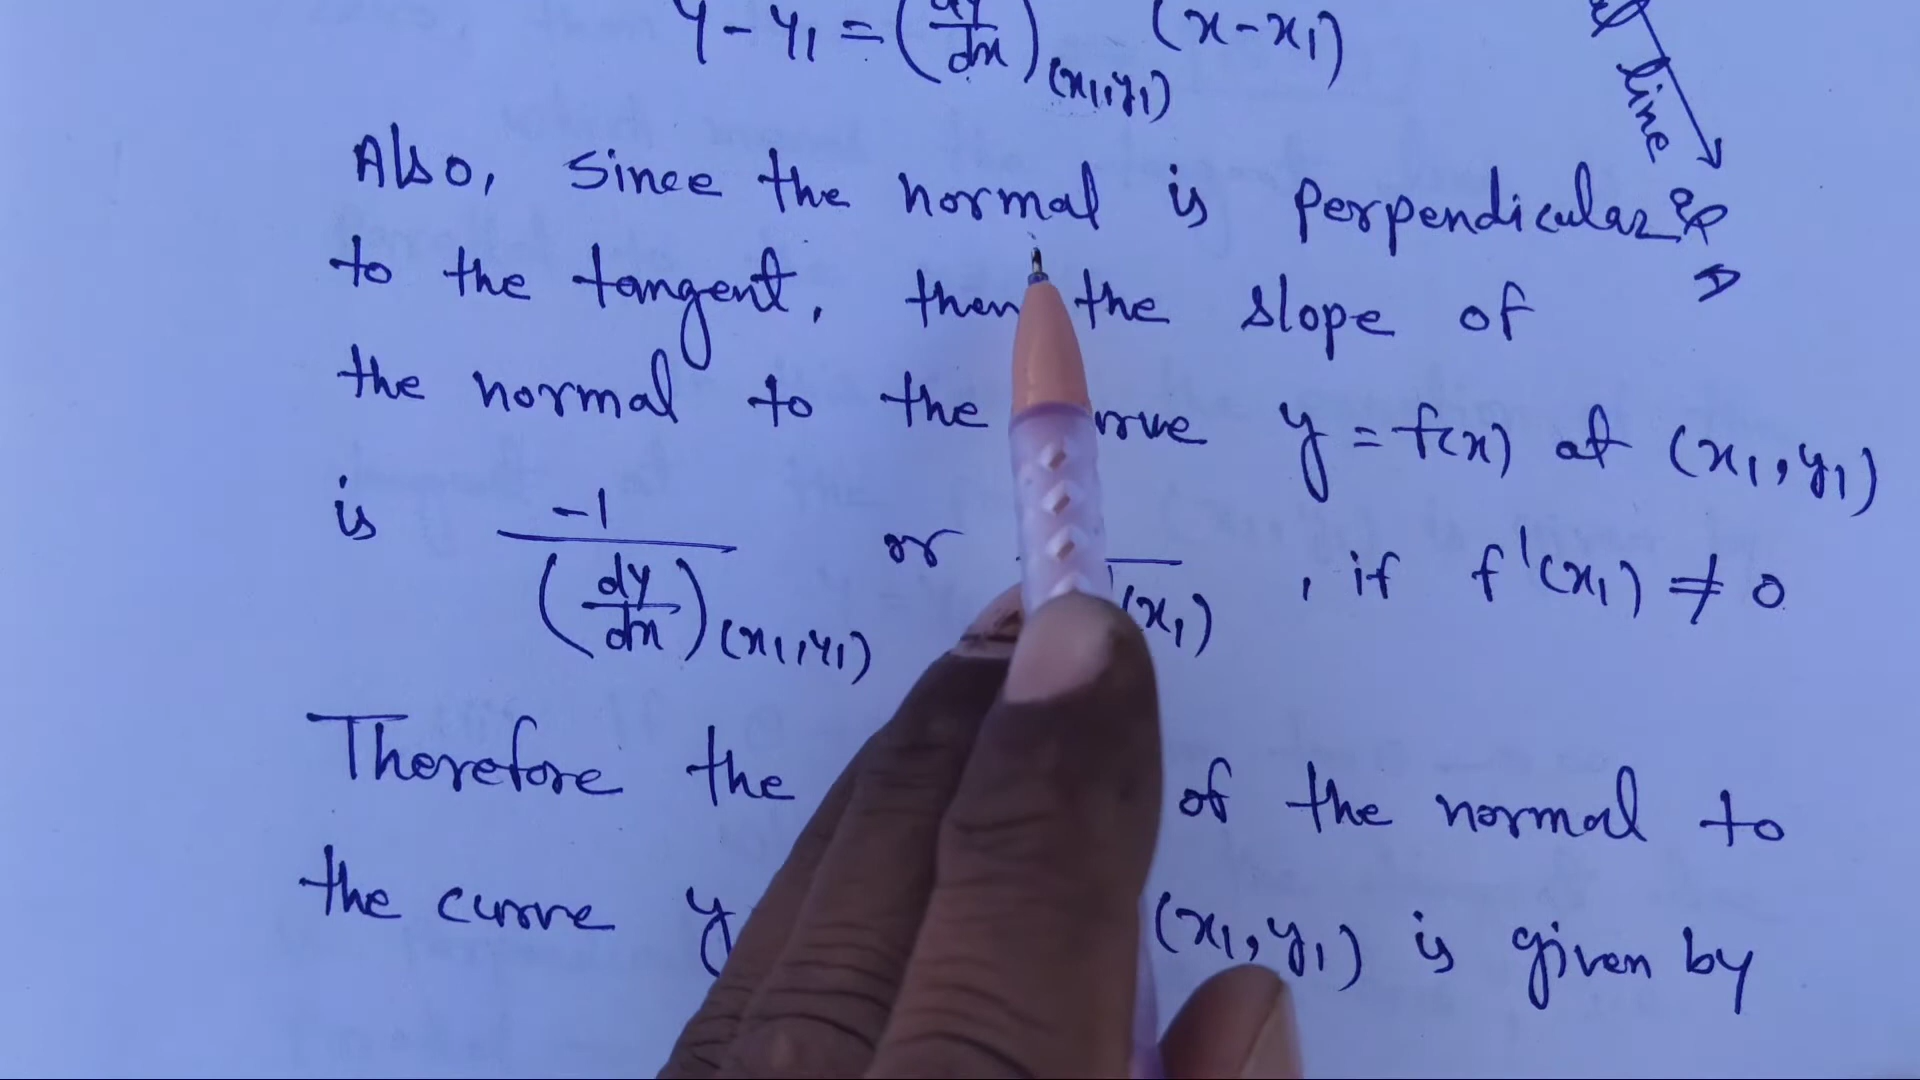 y - y₁ = (dy/dx)(x₁,y₁) (x - x₁)
line
Also, since the normal is perpendicular
to the tangent, then the slope of
the normal to the y = f(x) at (x₁, y₁)
is -1/(dy/dx)(x₁,y₁) or (x₁) , if f'(x₁) ≠ 0
Therefore the of the normal to
the curve y (x₁, y₁) is given by